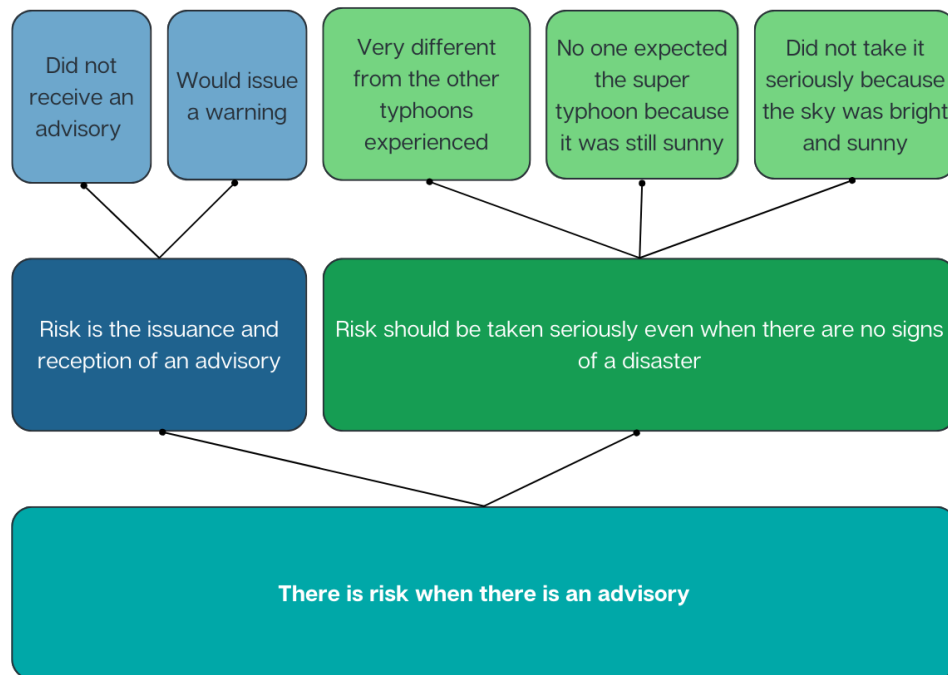 Did not
receive an
advisory
Would issue
a warning
Very different
from the other
typhoons
experienced
No one expected
the super
typhoon because
it was still sunny
Did not take it
seriously because
the sky was bright
and sunny
Risk is the issuance and
reception of an advisory
Risk should be taken seriously even when there are no signs
of a disaster
There is risk when there is an advisory